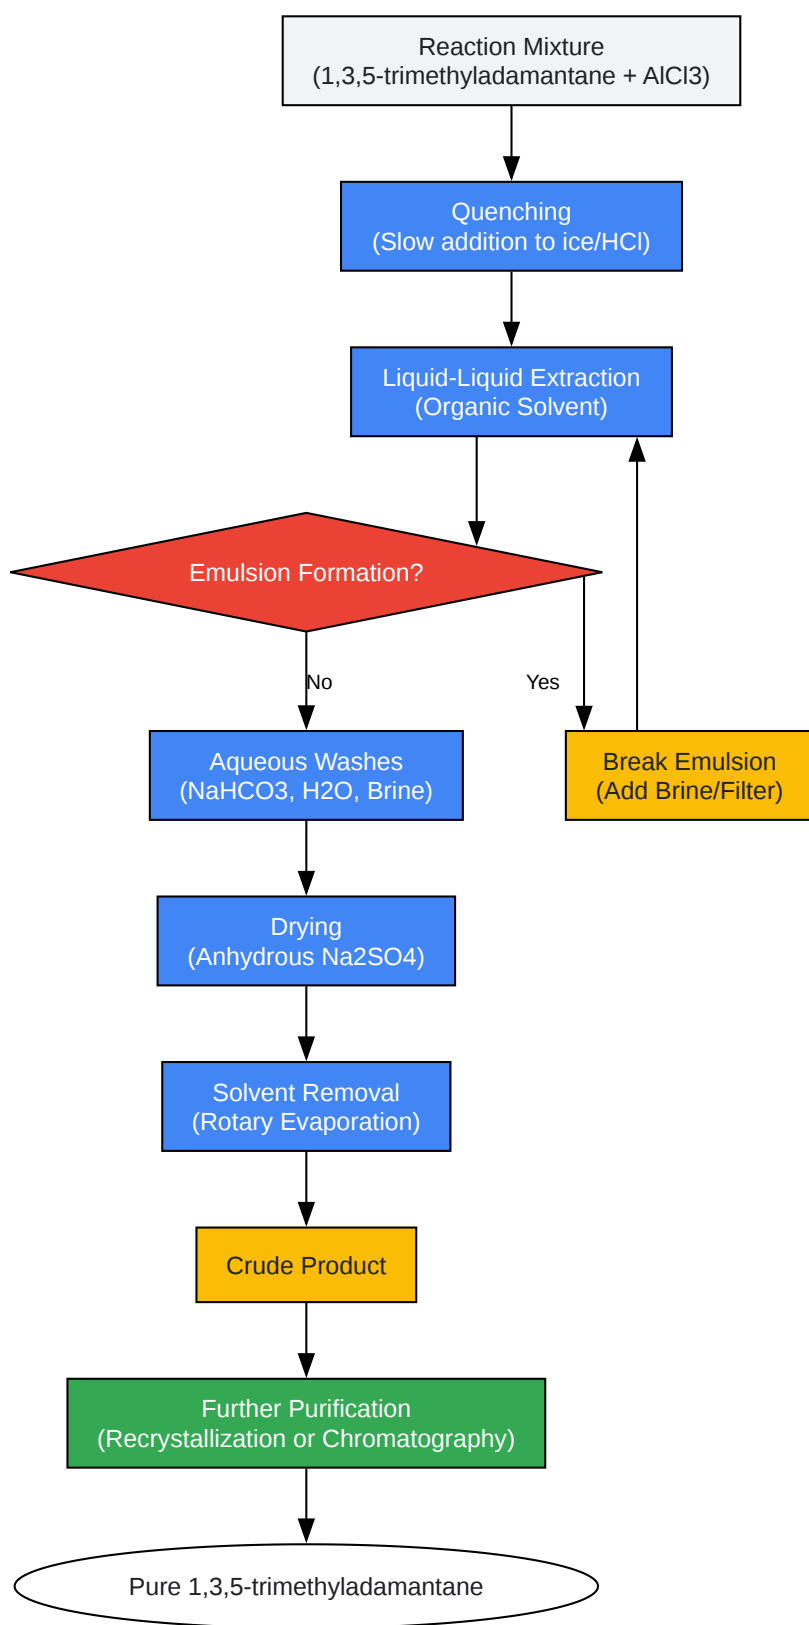 Reaction Mixture
(1,3,5-trimethyladamantane + AlCl3)
Quenching
(Slow addition to ice/HCl)
Liquid-Liquid Extraction
(Organic Solvent)
Emulsion Formation?
No
Yes
Aqueous Washes
(NaHCO3, H2O, Brine)
Break Emulsion
(Add Brine/Filter)
Drying
(Anhydrous Na2SO4)
Solvent Removal
(Rotary Evaporation)
Crude Product
Further Purification
(Recrystallization or Chromatography)
Pure 1,3,5-trimethyladamantane